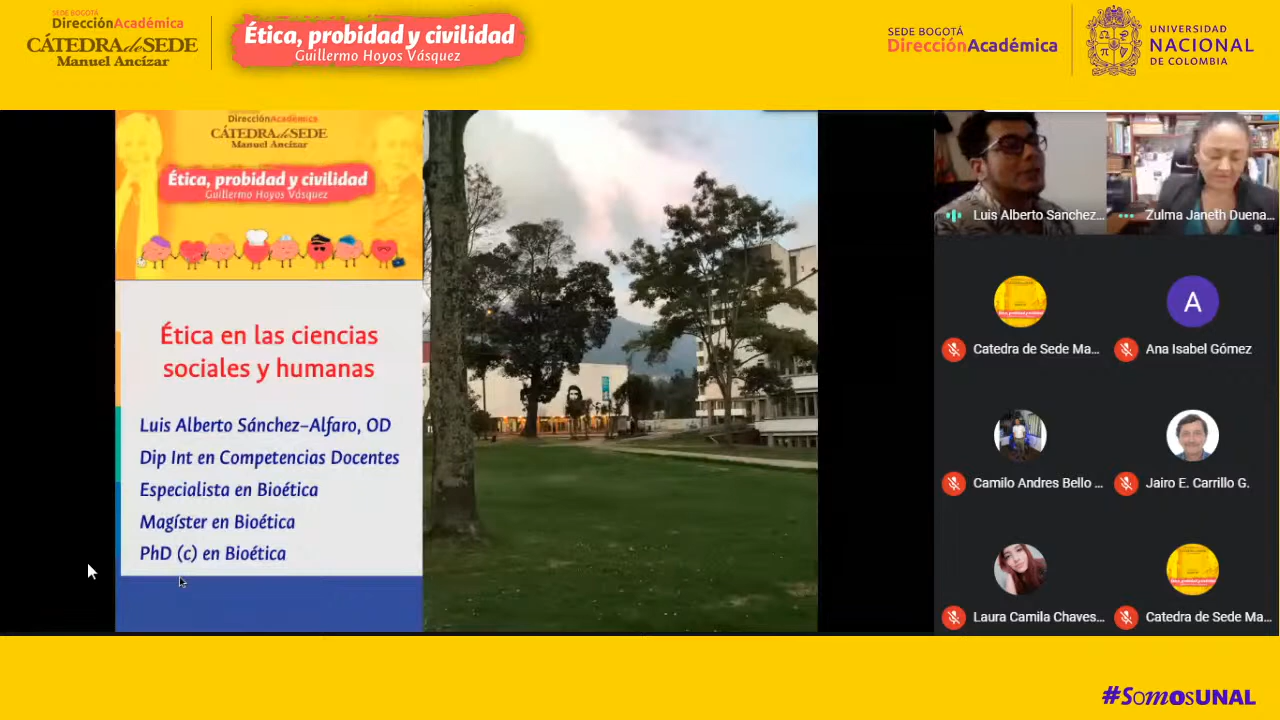 SEDE BOGOTÁ
DirecciónAcadémica
CÁTEDRA de SEDE
Manuel Ancízar
Ética, probidad y civilidad
Guillermo Hoyos Vásquez
SEDE BOGOTÁ
DirecciónAcadémica
UNIVERSIDAD
NACIONAL
DE COLOMBIA
DirecciónAcadémica
CÁTEDRA de SEDE
Manuel Ancízar
Ética, probidad y civilidad
Guillermo Hoyos Vásquez
Ética en las ciencias
sociales y humanas
Luis Alberto Sánchez-Alfaro, OD
Dip Int en Competencias Docentes
Especialista en Bioética
Magíster en Bioética
PhD (c) en Bioética
Luis Alberto Sanchez...
Zulma Janeth Duena...
A
Catedra de Sede Ma...
Ana Isabel Gómez
Camilo Andres Bello ...
Jairo E. Carrillo G.
Laura Camila Chaves...
Catedra de Sede Ma...
#SomosUNAL